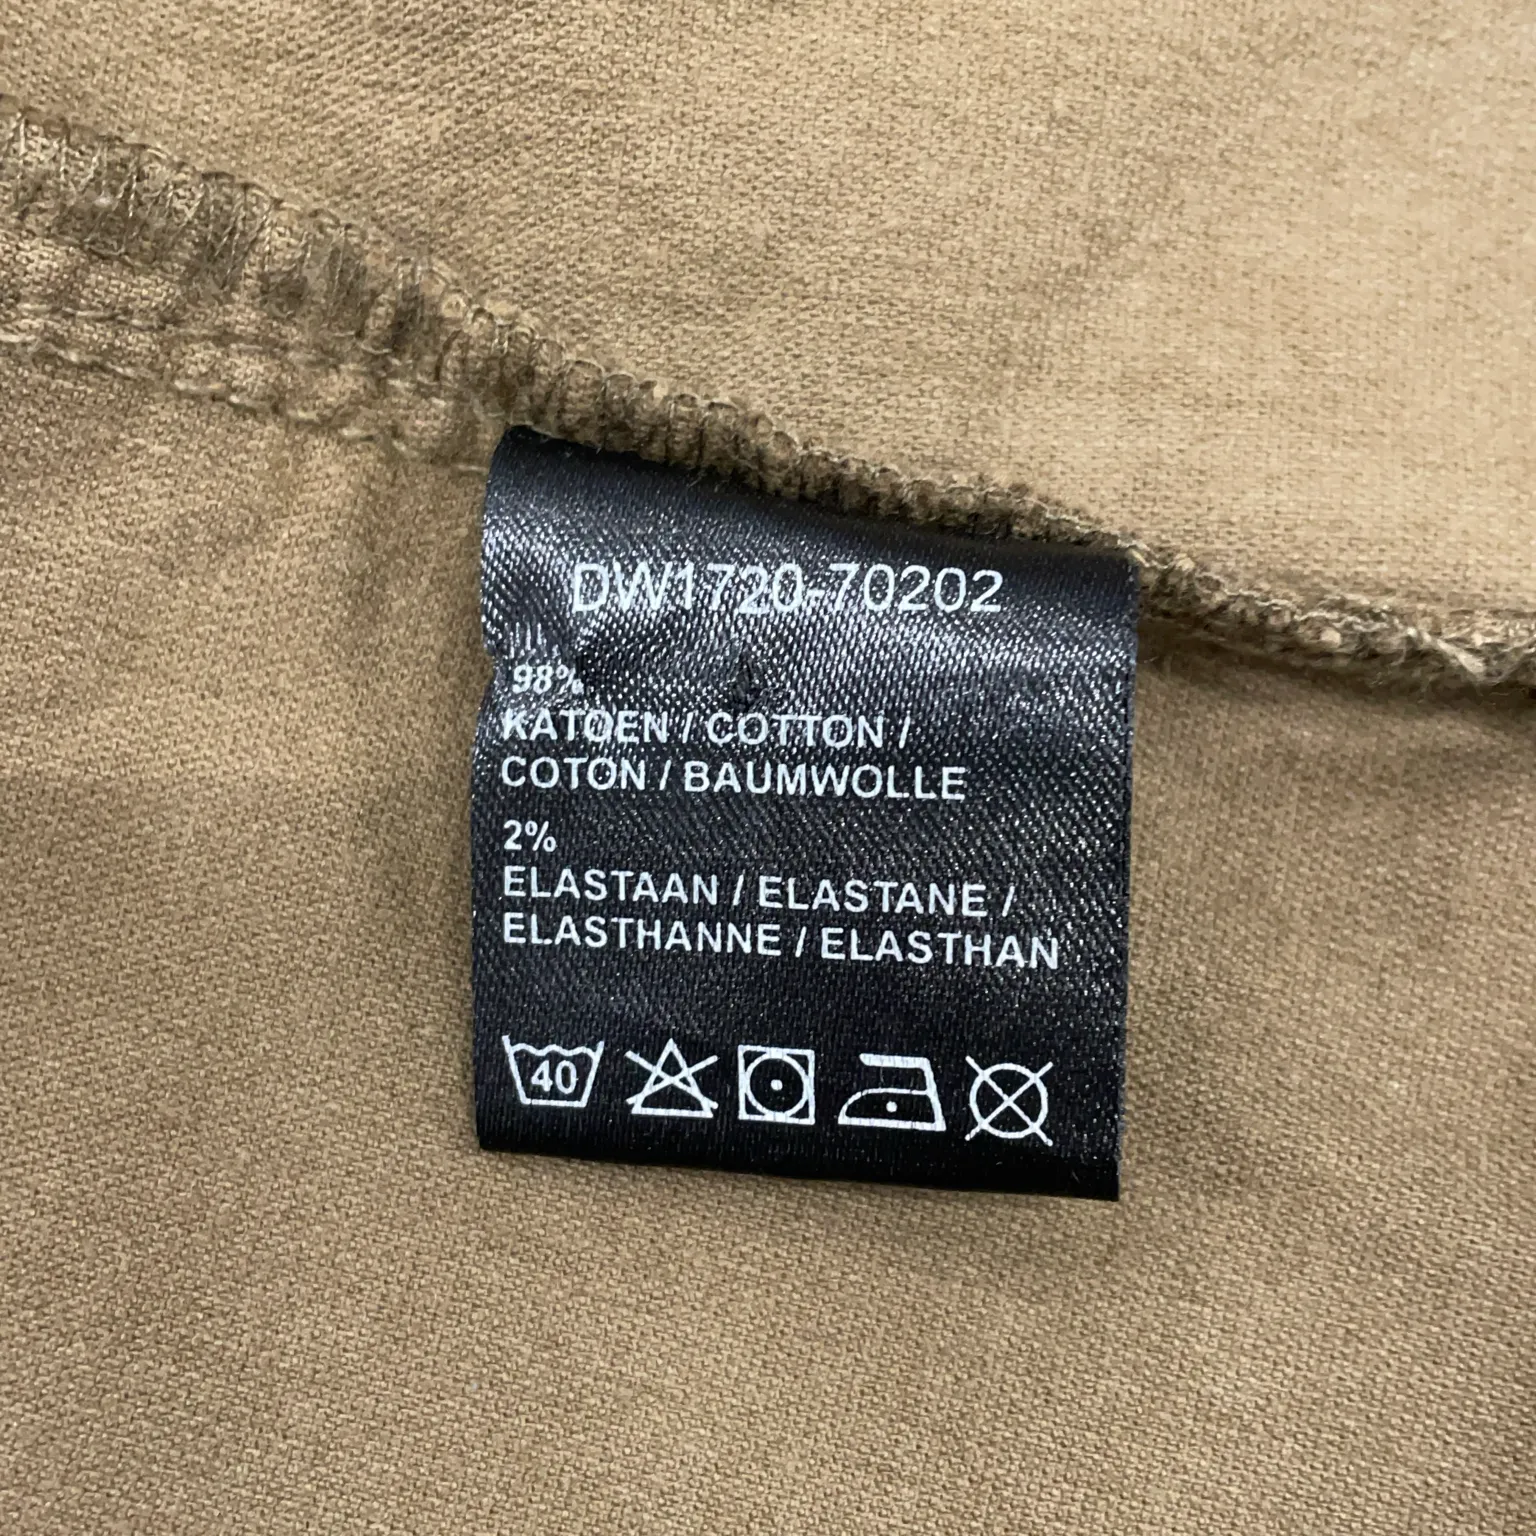 DW1720-70202
98%
KATOEN / COTTON /
COTON / BAUMWOLLE
2%
ELASTAAN / ELASTANE /
ELASTHANNE / ELASTHAN
40